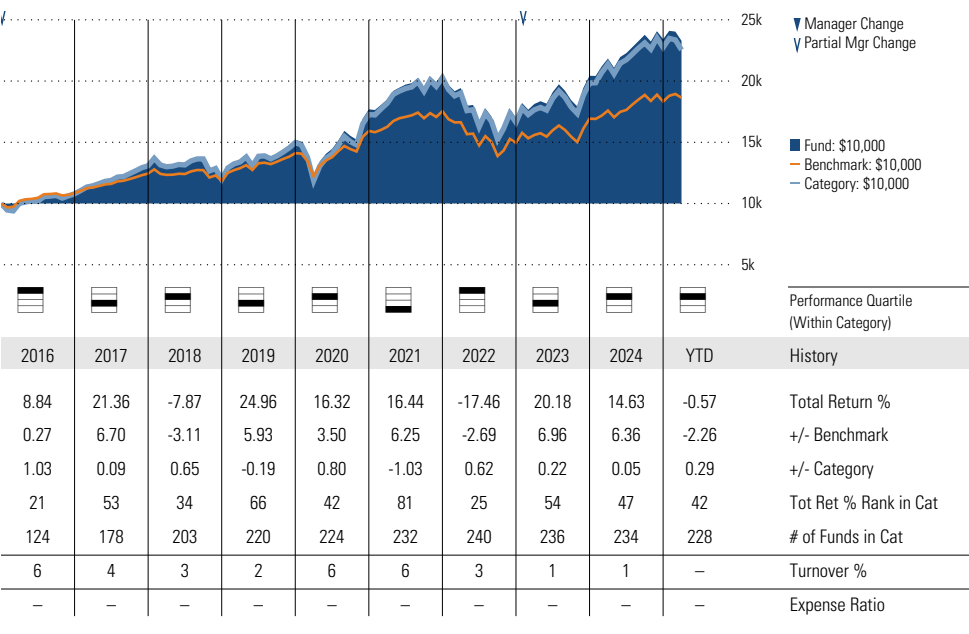 25k
Manager Change
Partial Mgr Change
20k
15k
Fund: $10,000
Benchmark: $10,000
Category: $10,000
10k
5k
Performance Quartile
(Within Category)
2016 2017 2018 2019 2020 2021 2022 2023 2024 YTD History
8.84 21.36 -7.87 24.96 16.32 16.44 -17.46 20.18 14.63 -0.57 Total Return %
0.27 6.70 -3.11 5.93 3.50 6.25 -2.69 6.96 6.36 -2.26 +/- Benchmark
1.03 0.09 0.65 -0.19 0.80 -1.03 0.62 0.22 0.05 0.29 +/- Category
21 53 34 66 42 81 25 54 47 42 Tot Ret % Rank in Cat
124 178 203 220 224 232 240 236 234 228 # of Funds in Cat
6 4 3 2 6 6 3 1 1 – Turnover %
– – – – – – – – – – Expense Ratio